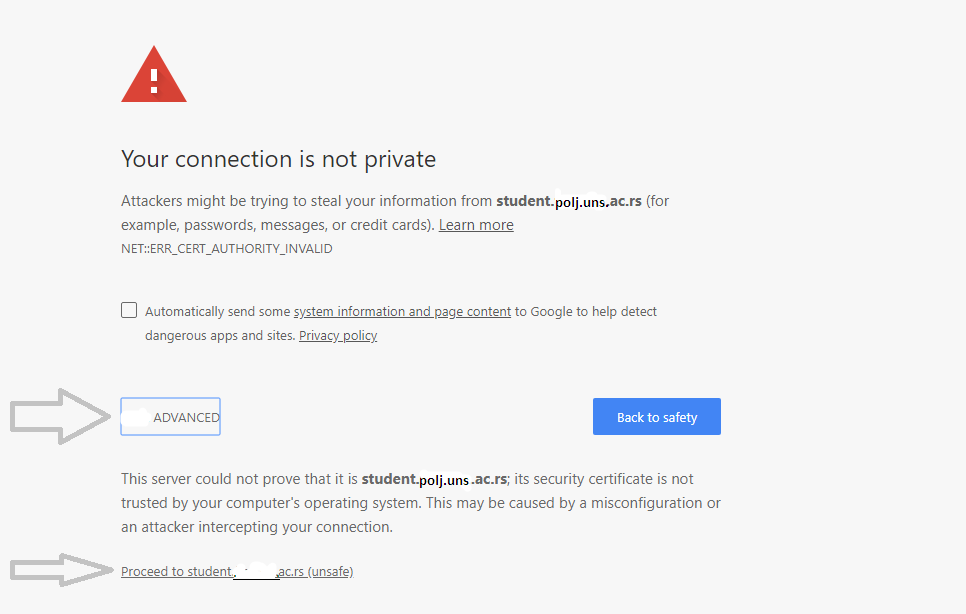 Your connection is not private
Attackers might be trying to steal your information from student.polj.uns.ac.rs (for
example, passwords, messages, or credit cards). Learn more
NET::ERR_CERT_AUTHORITY_INVALID
Automatically send some system information and page content to Google to help detect
dangerous apps and sites. Privacy policy
ADVANCED
Back to safety
This server could not prove that it is student.polj.uns.ac.rs; its security certificate is not
trusted by your computer's operating system. This may be caused by a misconfiguration or
an attacker intercepting your connection.
Proceed to student. .ac.rs (unsafe)